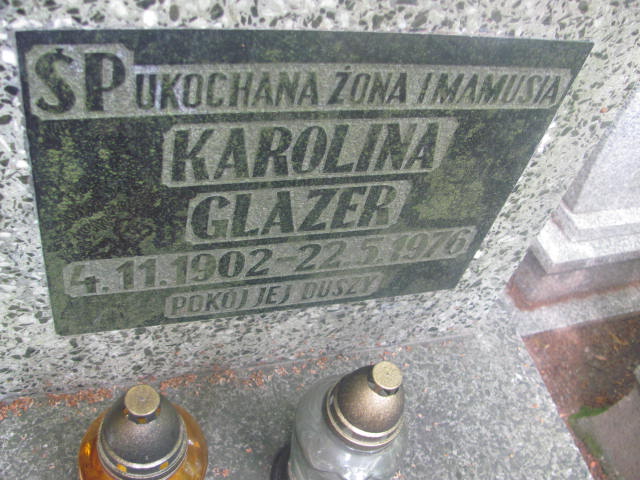 ŚP UKOCHANA ŻONA I MAMUSIA
KAROLINA
GLAZER
4.11.1902-22.5.1976
POKÓJ JEJ DUSZY